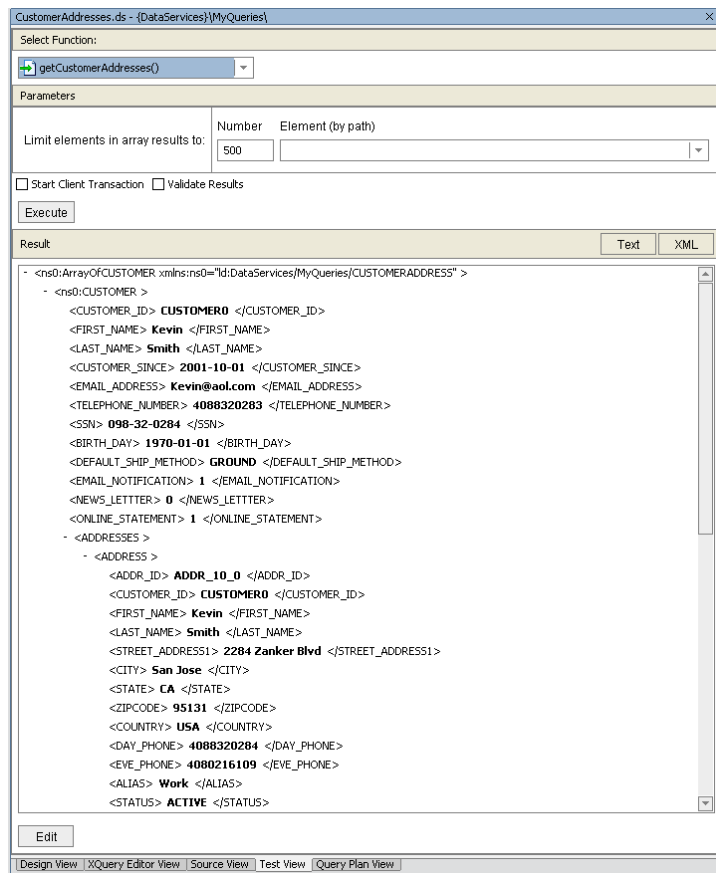 CustomerAddresses.ds - {DataServices}\MyQueries\
Select Function:
getCustomerAddresses()
Parameters
Limit elements in array results to:
Number Element (by path)
500
Start Client Transaction Validate Results
Execute
Result Text XML
- <ns0:ArrayOfCUSTOMER xmlns:ns0="ld:DataServices/MyQueries/CUSTOMERADDRESS" >
- <ns0:CUSTOMER >
<CUSTOMER_ID> CUSTOMER0 </CUSTOMER_ID>
<FIRST_NAME> Kevin </FIRST_NAME>
<LAST_NAME> Smith </LAST_NAME>
<CUSTOMER_SINCE> 2001-10-01 </CUSTOMER_SINCE>
<EMAIL_ADDRESS> Kevin@aol.com </EMAIL_ADDRESS>
<TELEPHONE_NUMBER> 4088320283 </TELEPHONE_NUMBER>
<SSN> 098-32-0284 </SSN>
<BIRTH_DAY> 1970-01-01 </BIRTH_DAY>
<DEFAULT_SHIP_METHOD> GROUND </DEFAULT_SHIP_METHOD>
<EMAIL_NOTIFICATION> 1 </EMAIL_NOTIFICATION>
<NEWS_LETTTER> 0 </NEWS_LETTTER>
<ONLINE_STATEMENT> 1 </ONLINE_STATEMENT>
- <ADDRESSES >
- <ADDRESS >
<ADDR_ID> ADDR_10_0 </ADDR_ID>
<CUSTOMER_ID> CUSTOMER0 </CUSTOMER_ID>
<FIRST_NAME> Kevin </FIRST_NAME>
<LAST_NAME> Smith </LAST_NAME>
<STREET_ADDRESS1> 2284 Zanker Blvd </STREET_ADDRESS1>
<CITY> San Jose </CITY>
<STATE> CA </STATE>
<ZIPCODE> 95131 </ZIPCODE>
<COUNTRY> USA </COUNTRY>
<DAY_PHONE> 4088320284 </DAY_PHONE>
<EVE_PHONE> 4080216109 </EVE_PHONE>
<ALIAS> Work </ALIAS>
<STATUS> ACTIVE </STATUS>
Edit
Design View XQuery Editor View Source View Test View Query Plan View